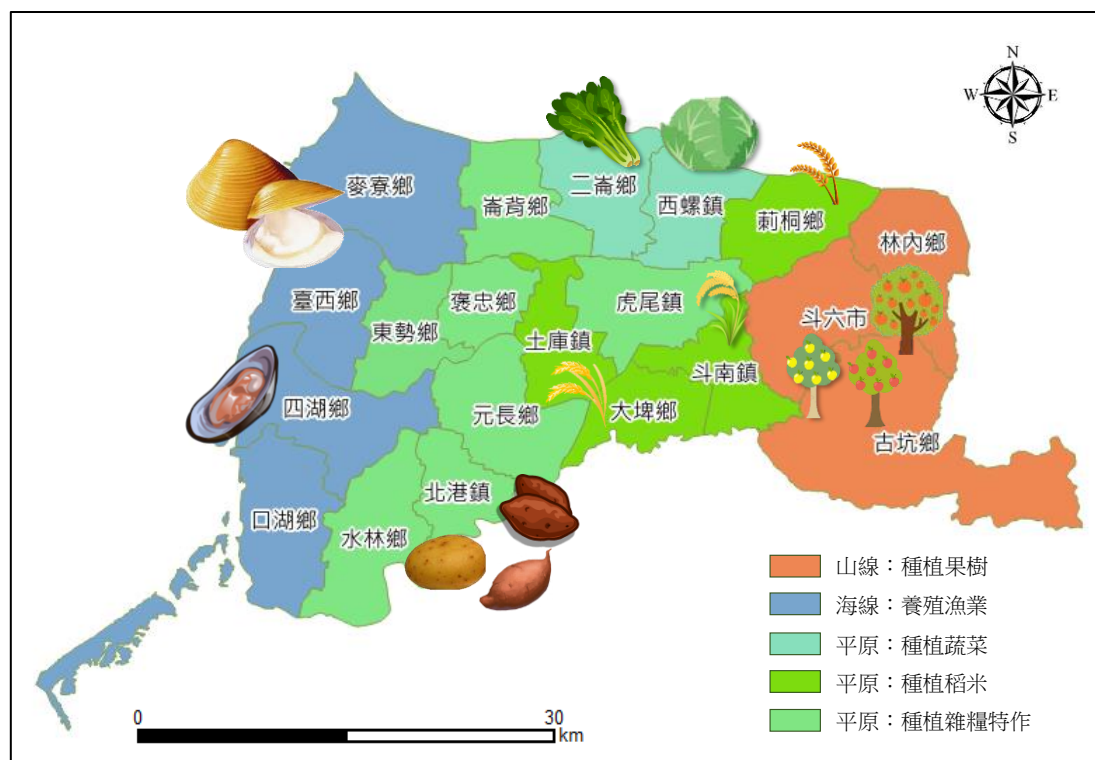 N
W
E
S
麥寮鄉
崙背鄉
二崙鄉
西螺鎮
莿桐鄉
林內鄉
臺西鄉
東勢鄉
褒忠鄉
土庫鎮
虎尾鎮
斗六市
四湖鄉
元長鄉
大埤鄉
斗南鎮
古坑鄉
口湖鄉
水林鄉
北港鎮
山線：種植果樹
海線：養殖漁業
平原：種植蔬菜
平原：種植稻米
平原：種植雜糧特作
0
30
km